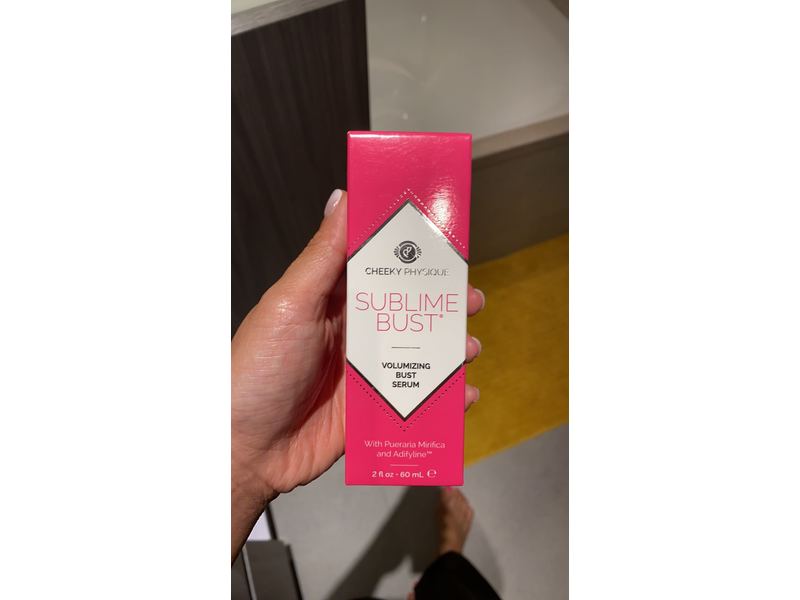 CHEEKY PHYSIQUE
SUBLIME
BUST®
VOLUMIZING
BUST
SERUM
With Pueraria Mirifica
and Adifyline™
2 fl oz - 60 mL ℮